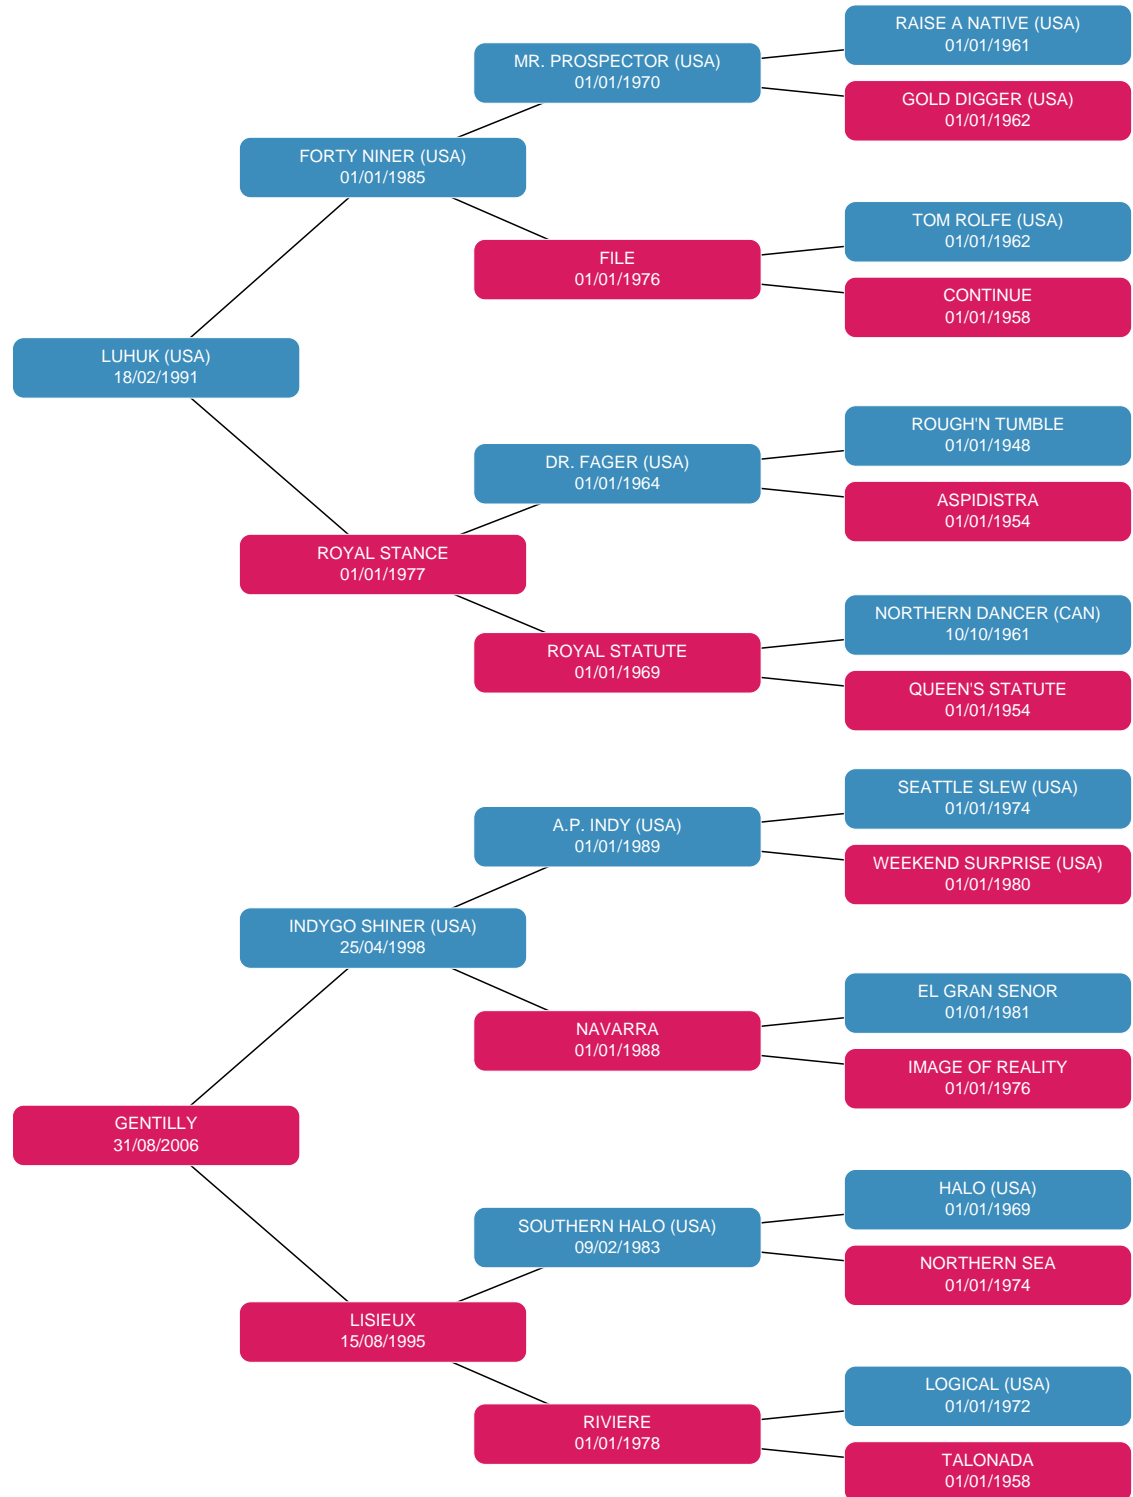 RAISE A NATIVE (USA)
01/01/1961
MR. PROSPECTOR (USA)
01/01/1970
GOLD DIGGER (USA)
01/01/1962
FORTY NINER (USA)
01/01/1985
TOM ROLFE (USA)
01/01/1962
FILE
01/01/1976
CONTINUE
01/01/1958
LUHUK (USA)
18/02/1991
ROUGH'N TUMBLE
01/01/1948
DR. FAGER (USA)
01/01/1964
ASPIDISTRA
01/01/1954
ROYAL STANCE
01/01/1977
NORTHERN DANCER (CAN)
10/10/1961
ROYAL STATUTE
01/01/1969
QUEEN'S STATUTE
01/01/1954
SEATTLE SLEW (USA)
01/01/1974
A.P. INDY (USA)
01/01/1989
WEEKEND SURPRISE (USA)
01/01/1980
INDYGO SHINER (USA)
25/04/1998
EL GRAN SENOR
01/01/1981
NAVARRA
01/01/1988
IMAGE OF REALITY
01/01/1976
GENTILLY
31/08/2006
HALO (USA)
01/01/1969
SOUTHERN HALO (USA)
09/02/1983
NORTHERN SEA
01/01/1974
LISIEUX
15/08/1995
LOGICAL (USA)
01/01/1972
RIVIERE
01/01/1978
TALONADA
01/01/1958